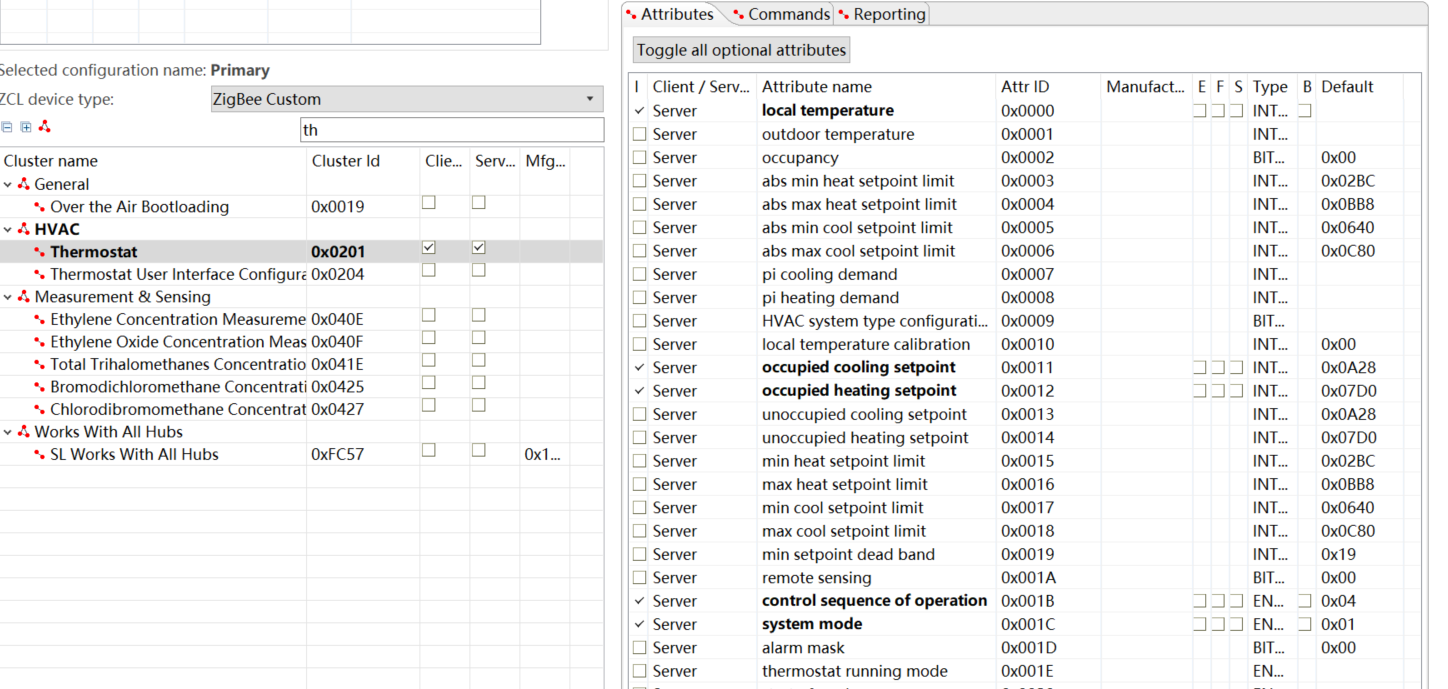 Attributes Commands Reporting
Toggle all optional attributes
Selected configuration name: Primary
ZCL device type: ZigBee Custom
th
Cluster name Cluster Id Clie... Serv... Mfg...
General
Over the Air Bootloading 0x0019
HVAC
Thermostat 0x0201
Thermostat User Interface Configura 0x0204
Measurement & Sensing
Ethylene Concentration Measureme 0x040E
Ethylene Oxide Concentration Meas 0x040F
Total Trihalomethanes Concentratio 0x041E
Bromodichloromethane Concentrati 0x0425
Chlorodibromomethane Concentrat 0x0427
Works With All Hubs
SL Works With All Hubs 0xFC57 0x1...
I Client / Serv... Attribute name Attr ID Manufact... E F S Type B Default
Server local temperature 0x0000 INT...
Server outdoor temperature 0x0001 INT...
Server occupancy 0x0002 BIT... 0x00
Server abs min heat setpoint limit 0x0003 INT... 0x02BC
Server abs max heat setpoint limit 0x0004 INT... 0x0BB8
Server abs min cool setpoint limit 0x0005 INT... 0x0640
Server abs max cool setpoint limit 0x0006 INT... 0x0C80
Server pi cooling demand 0x0007 INT...
Server pi heating demand 0x0008 INT...
Server HVAC system type configurati... 0x0009 BIT...
Server local temperature calibration 0x0010 INT... 0x00
Server occupied cooling setpoint 0x0011 INT... 0x0A28
Server occupied heating setpoint 0x0012 INT... 0x07D0
Server unoccupied cooling setpoint 0x0013 INT... 0x0A28
Server unoccupied heating setpoint 0x0014 INT... 0x07D0
Server min heat setpoint limit 0x0015 INT... 0x02BC
Server max heat setpoint limit 0x0016 INT... 0x0BB8
Server min cool setpoint limit 0x0017 INT... 0x0640
Server max cool setpoint limit 0x0018 INT... 0x0C80
Server min setpoint dead band 0x0019 INT... 0x19
Server remote sensing 0x001A BIT... 0x00
Server control sequence of operation 0x001B EN... 0x04
Server system mode 0x001C EN... 0x01
Server alarm mask 0x001D BIT... 0x00
Server thermostat running mode 0x001E EN...